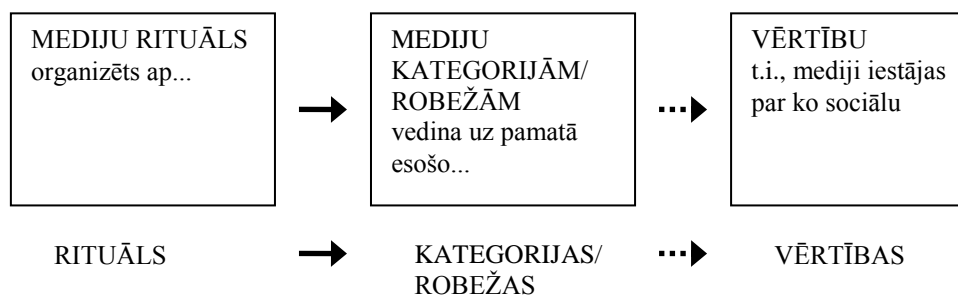 MEDIJU RITUĀLS
organizēts ap...
MEDIJU
KATEGORIJĀM/
ROBEŽĀM
vedina uz pamatā
esošo...
VĒRTĪBU
t.i., mediji iestājas
par ko sociālu
RITUĀLS
KATEGORIJAS/
ROBEŽAS
VĒRTĪBAS